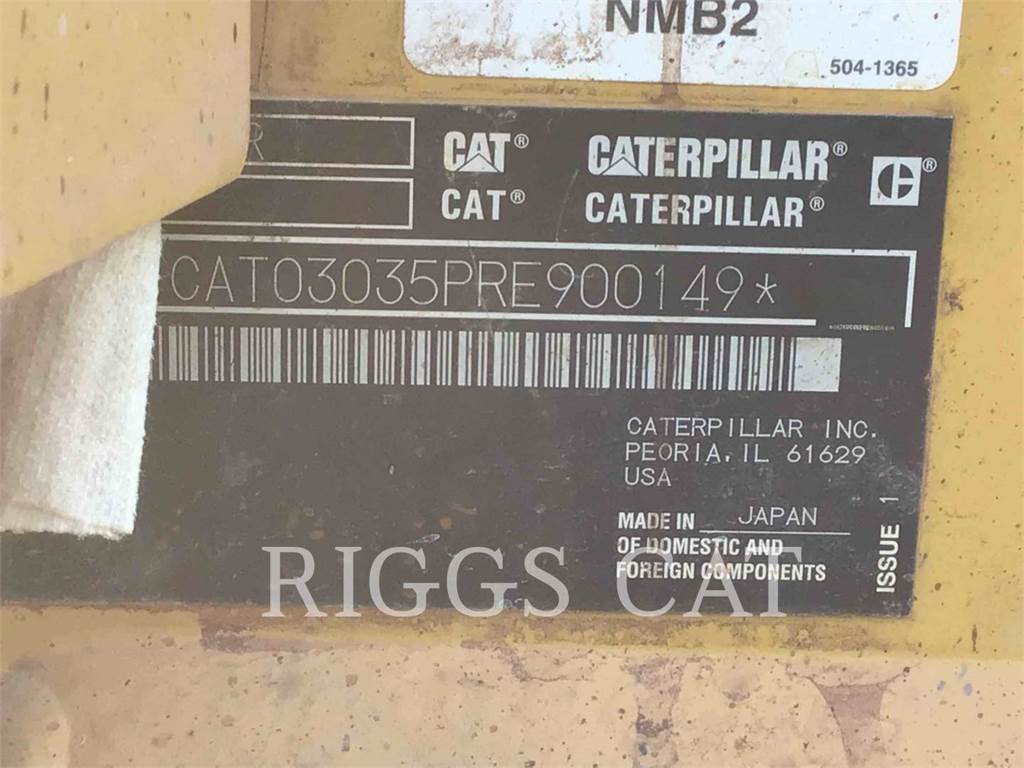 NMB2
504-1365
R
CAT® CATERPILLAR® ®
CAT® CATERPILLAR®
CAT03035PRE900149*
CATERPILLAR INC.
PEORIA, IL 61629
USA
MADE IN JAPAN
OF DOMESTIC AND
FOREIGN COMPONENTS
ISSUE 1
RIGGS CAT